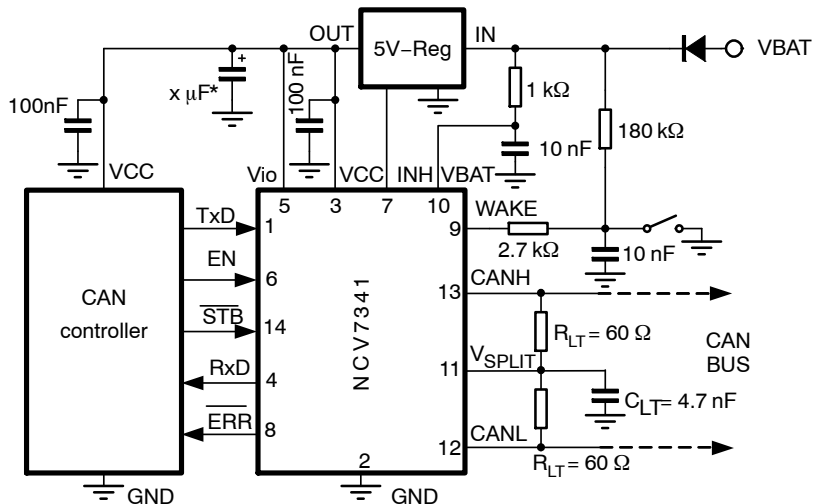 OUT
5V−Reg
IN
VBAT
x μF*
+
100nF
100 nF
1 kΩ
180 kΩ
10 nF
VCC
Vio
VCC
INH
VBAT
5
3
7
10
WAKE
9
2.7 kΩ
10 nF
TxD
1
EN
6
CAN
controller
STB
14
RxD
4
ERR
8
NCV7341
CANH
13
RLT = 60 Ω
CAN
BUS
VSPLIT
11
CLT = 4.7 nF
CANL
12
RLT = 60 Ω
2
GND
GND